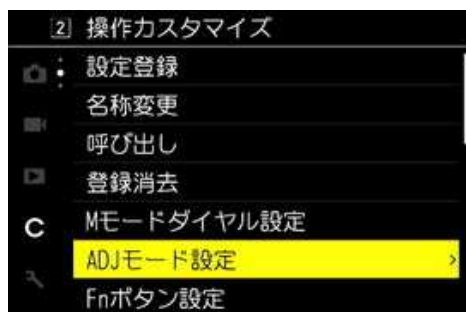 2 操作カスタマイズ
設定登録
名称変更
呼び出し
登録消去
C
Mモードダイヤル設定
ADJモード設定
Fnボタン設定